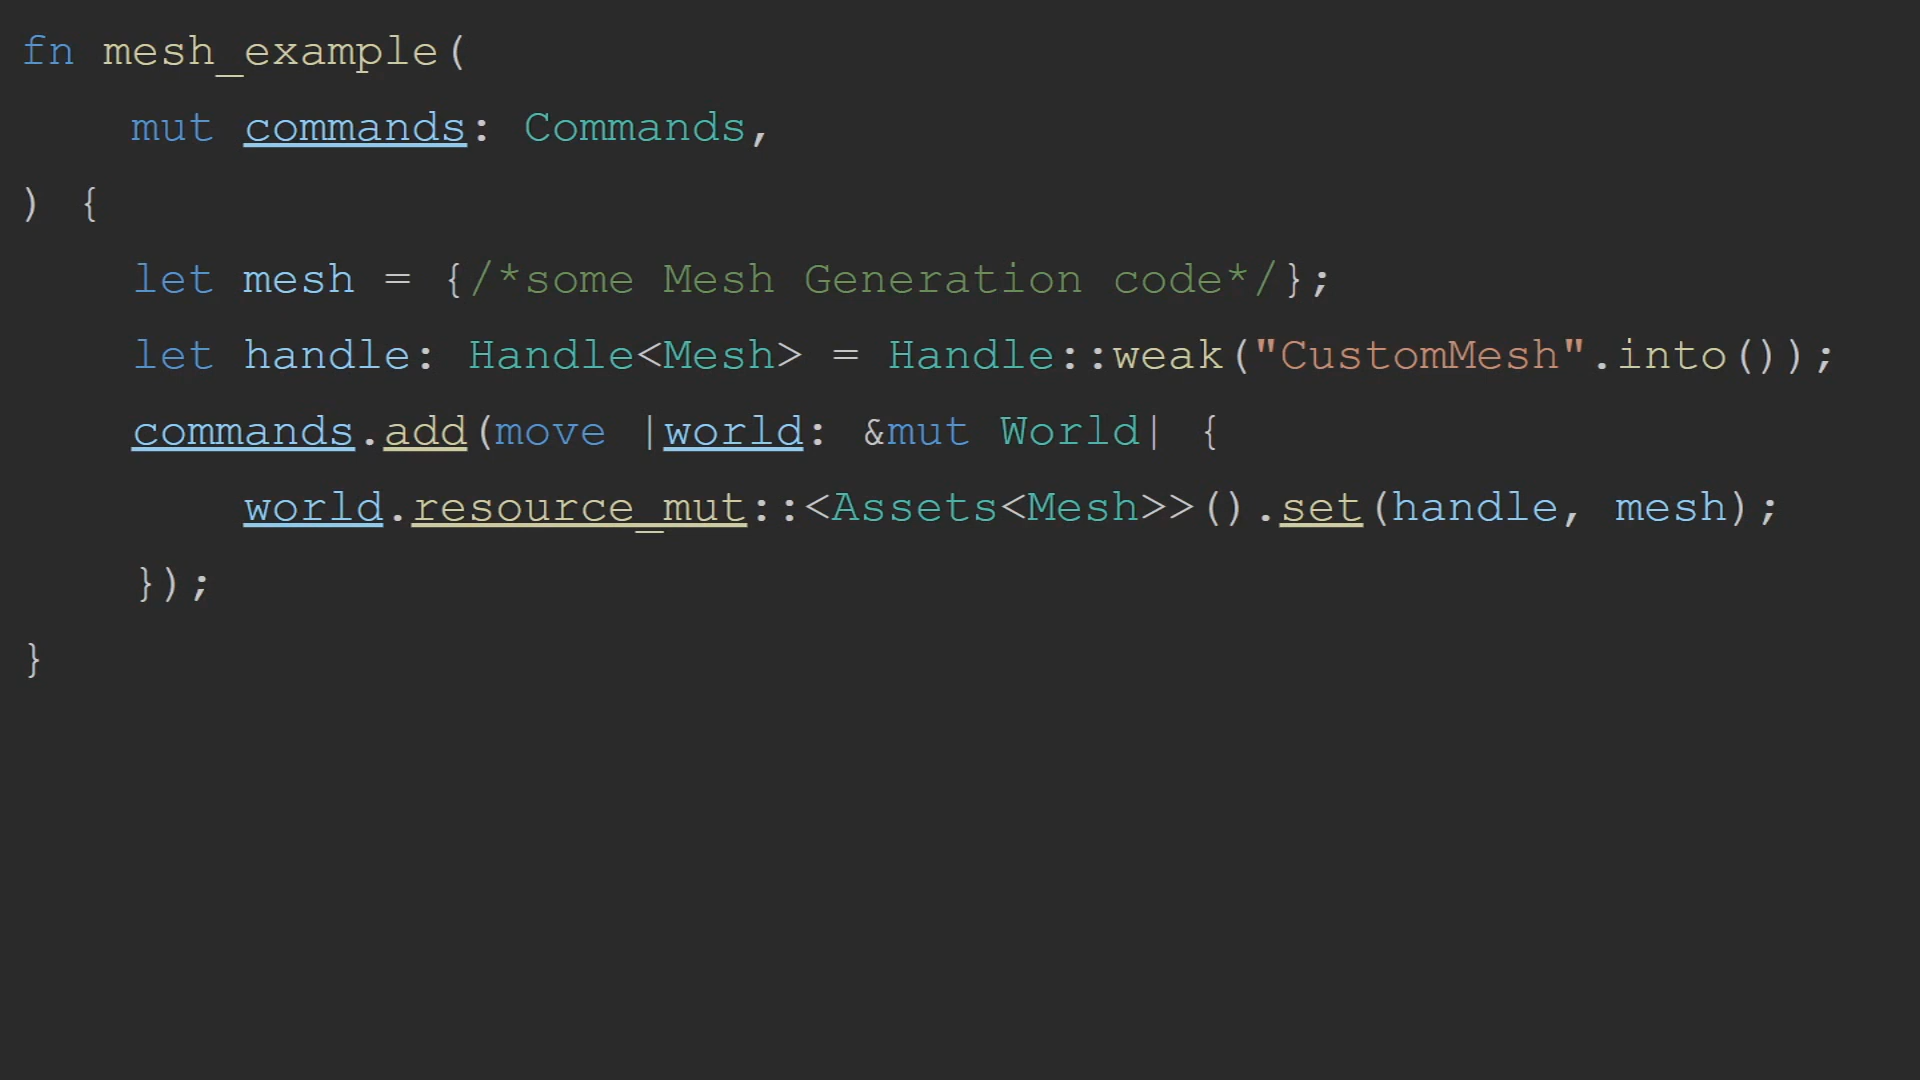 fn mesh_example(
    mut commands: Commands,
) {
    let mesh = {/*some Mesh Generation code*/};
    let handle: Handle<Mesh> = Handle::weak("CustomMesh".into());
    commands.add(move |world: &mut World| {
        world.resource_mut::<Assets<Mesh>>().set(handle, mesh);
    });
}